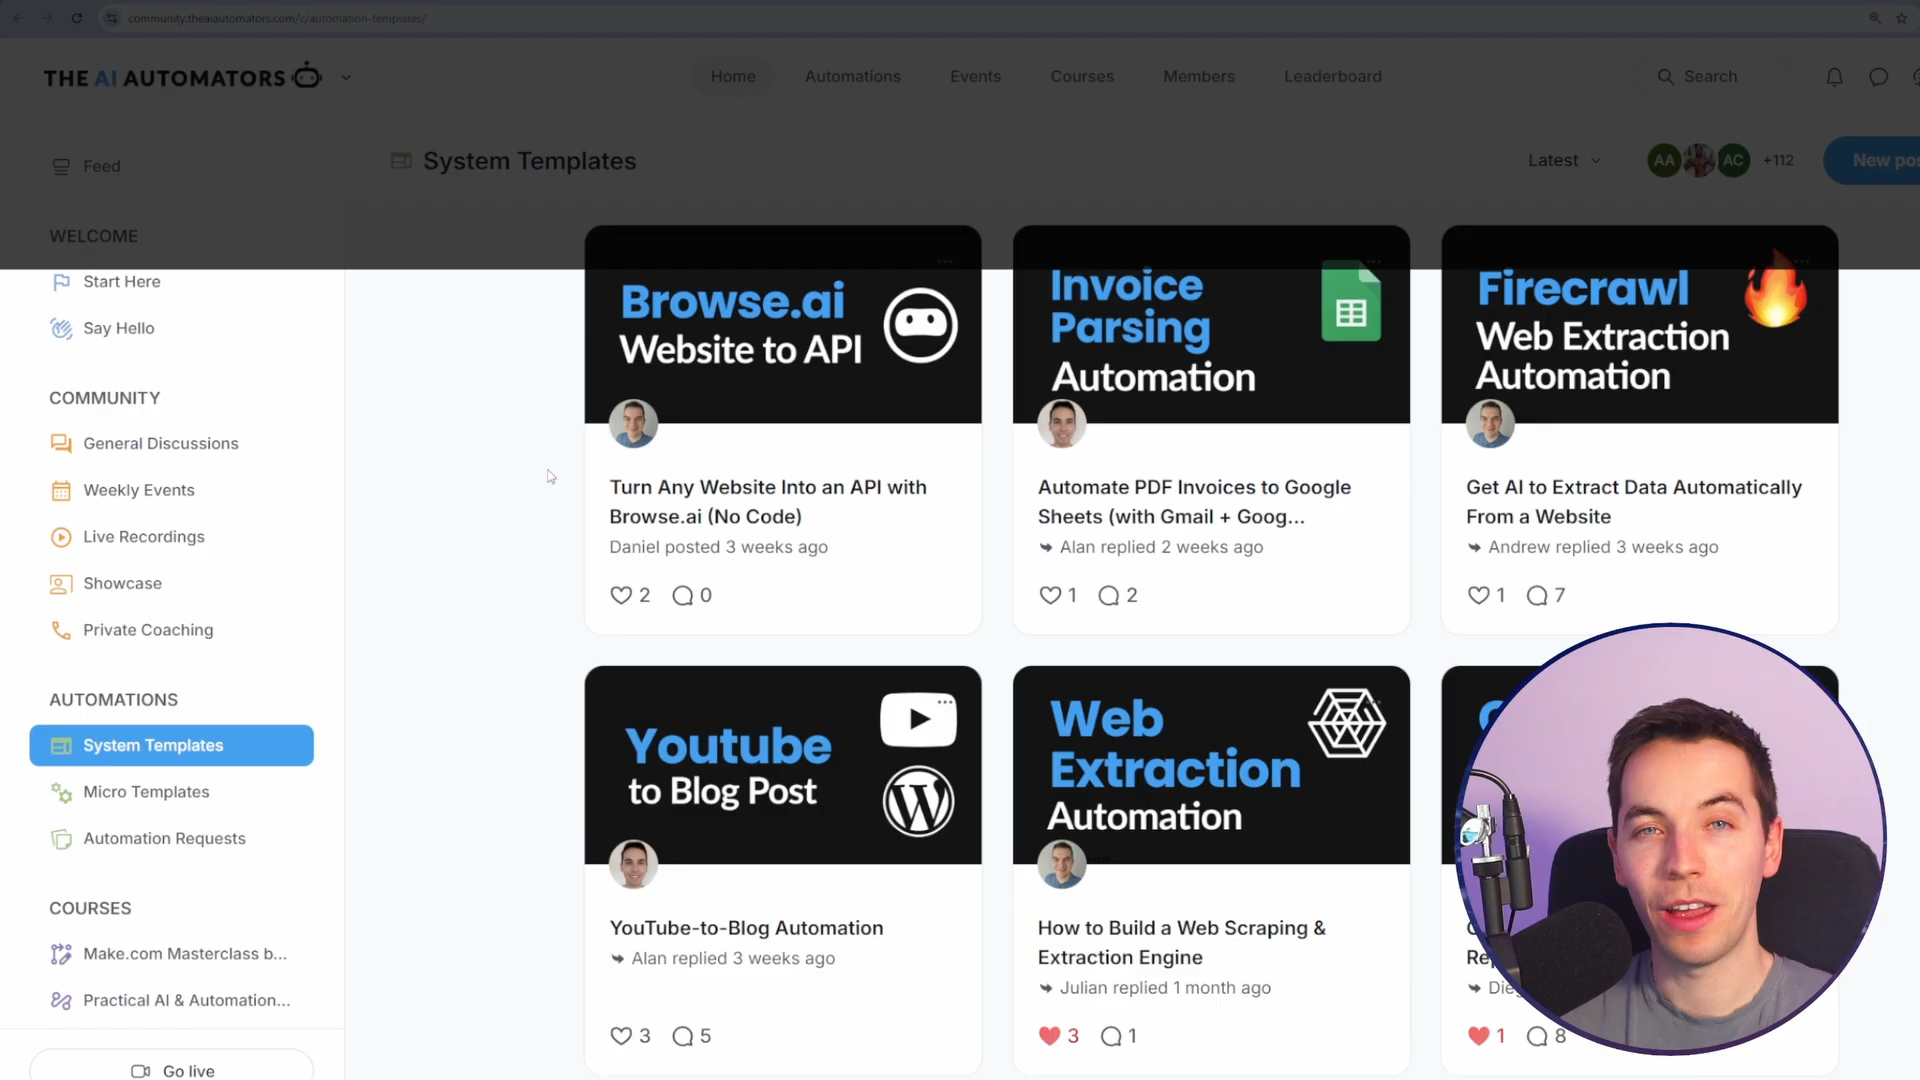 community.theaiautomators.com/c/automation-templates/
THE AI AUTOMATORS
Home
Automations
Events
Courses
Members
Leaderboard
Search
Feed
System Templates
Latest
AA
AC
+112
New pos
WELCOME
Start Here
Say Hello
COMMUNITY
General Discussions
Weekly Events
Live Recordings
Showcase
Private Coaching
AUTOMATIONS
System Templates
Micro Templates
Automation Requests
COURSES
Make.com Masterclass b...
Practical AI & Automation...
Go live
Browse.ai
Website to API
Turn Any Website Into an API with
Browse.ai (No Code)
Daniel posted 3 weeks ago
2
0
Invoice
Parsing
Automation
Automate PDF Invoices to Google
Sheets (with Gmail + Goog...
Alan replied 2 weeks ago
1
2
Firecrawl
Web Extraction
Automation
Get AI to Extract Data Automatically
From a Website
Andrew replied 3 weeks ago
1
7
Youtube
to Blog Post
YouTube-to-Blog Automation
Alan replied 3 weeks ago
3
5
Web
Extraction
Automation
How to Build a Web Scraping &
Extraction Engine
Julian replied 1 month ago
3
1
1
8